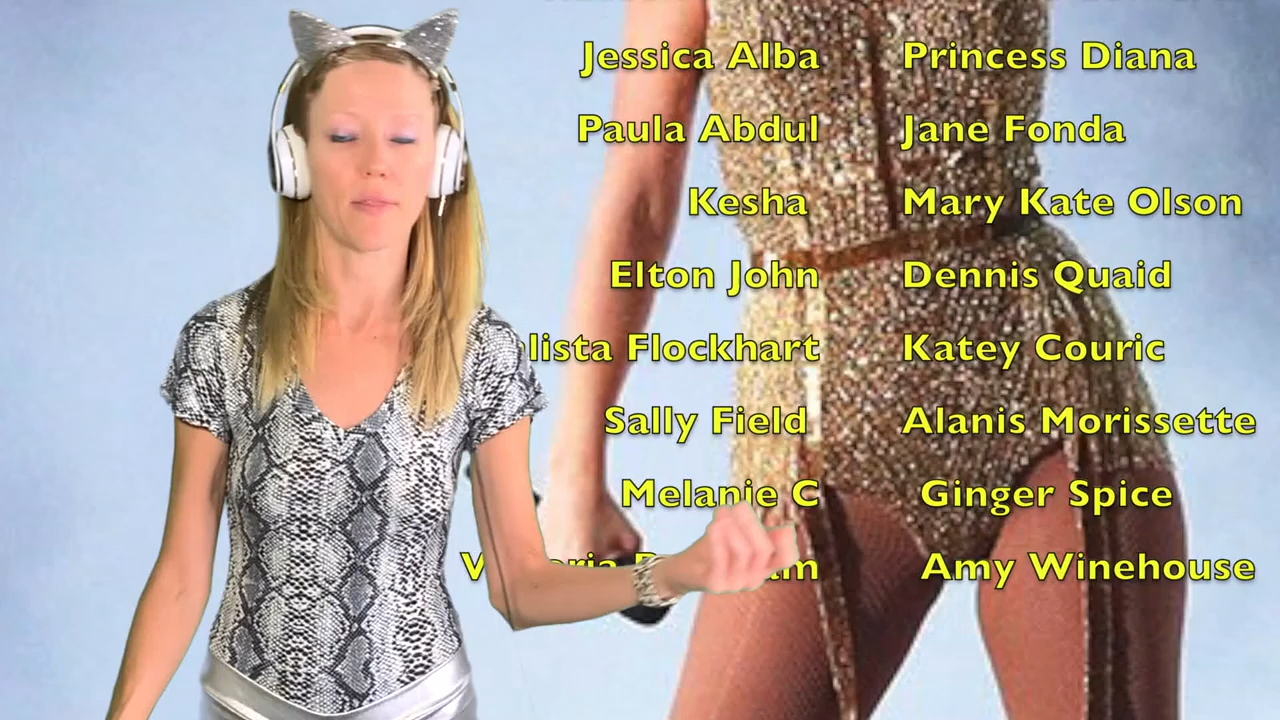 Jessica Alba Princess Diana
Paula Abdul Jane Fonda
Kesha Mary Kate Olson
Elton John Dennis Quaid
Flockhart Katey Couric
Sally Field Alanis Morissette
Melanie C Ginger Spice
Amy Winehouse